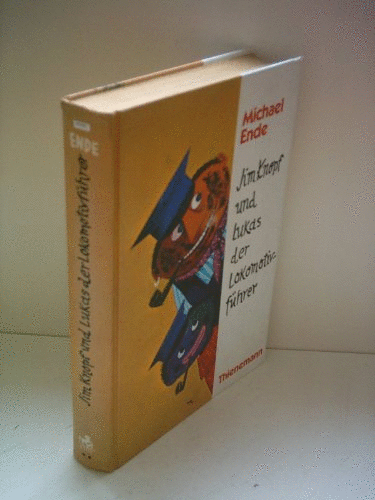 ENDE
Jim Knopf und Lukas der Lokomotivführer
Michael
Ende
Jim Knopf
und
Lukas
der
Lokomotiv-
führer
Thienemann